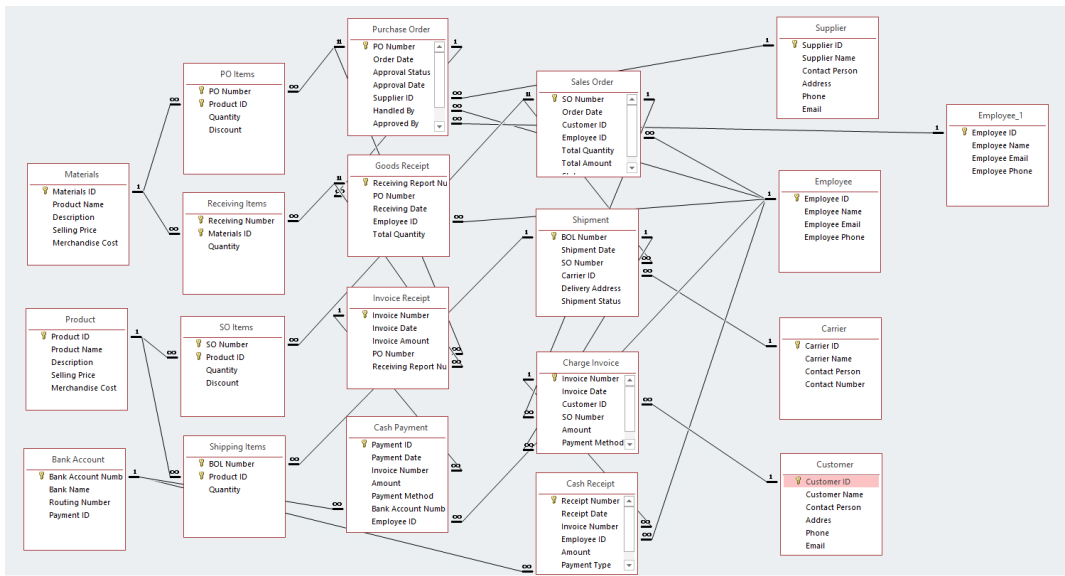 Purchase Order
PO Number
Order Date
Approval Status
Approval Date
Supplier ID
Handled By
Approved By
Supplier
Supplier ID
Supplier Name
Contact Person
Address
Phone
Email
PO Items
PO Number
Product ID
Quantity
Discount
Sales Order
SO Number
Order Date
Customer ID
Employee ID
Total Quantity
Total Amount
Employee_1
Employee ID
Employee Name
Employee Email
Employee Phone
Materials
Materials ID
Product Name
Description
Selling Price
Merchandise Cost
Goods Receipt
Receiving Report Nu
PO Number
Receiving Date
Employee ID
Total Quantity
Employee
Employee ID
Employee Name
Employee Email
Employee Phone
Receiving Items
Receiving Number
Materials ID
Quantity
Shipment
BOL Number
Shipment Date
SO Number
Carrier ID
Delivery Address
Shipment Status
Invoice Receipt
Invoice Number
Invoice Date
Invoice Amount
PO Number
Receiving Report Nu
Product
Product ID
Product Name
Description
Selling Price
Merchandise Cost
SO Items
SO Number
Product ID
Quantity
Discount
Carrier
Carrier ID
Carrier Name
Contact Person
Contact Number
Charge Invoice
Invoice Number
Invoice Date
Customer ID
SO Number
Amount
Payment Method
Cash Payment
Payment ID
Payment Date
Invoice Number
Amount
Payment Method
Bank Account Numb
Employee ID
Shipping Items
BOL Number
Product ID
Quantity
Bank Account
Bank Account Numb
Bank Name
Routing Number
Payment ID
Customer
Customer ID
Customer Name
Contact Person
Addres
Phone
Email
Cash Receipt
Receipt Number
Receipt Date
Invoice Number
Employee ID
Amount
Payment Type